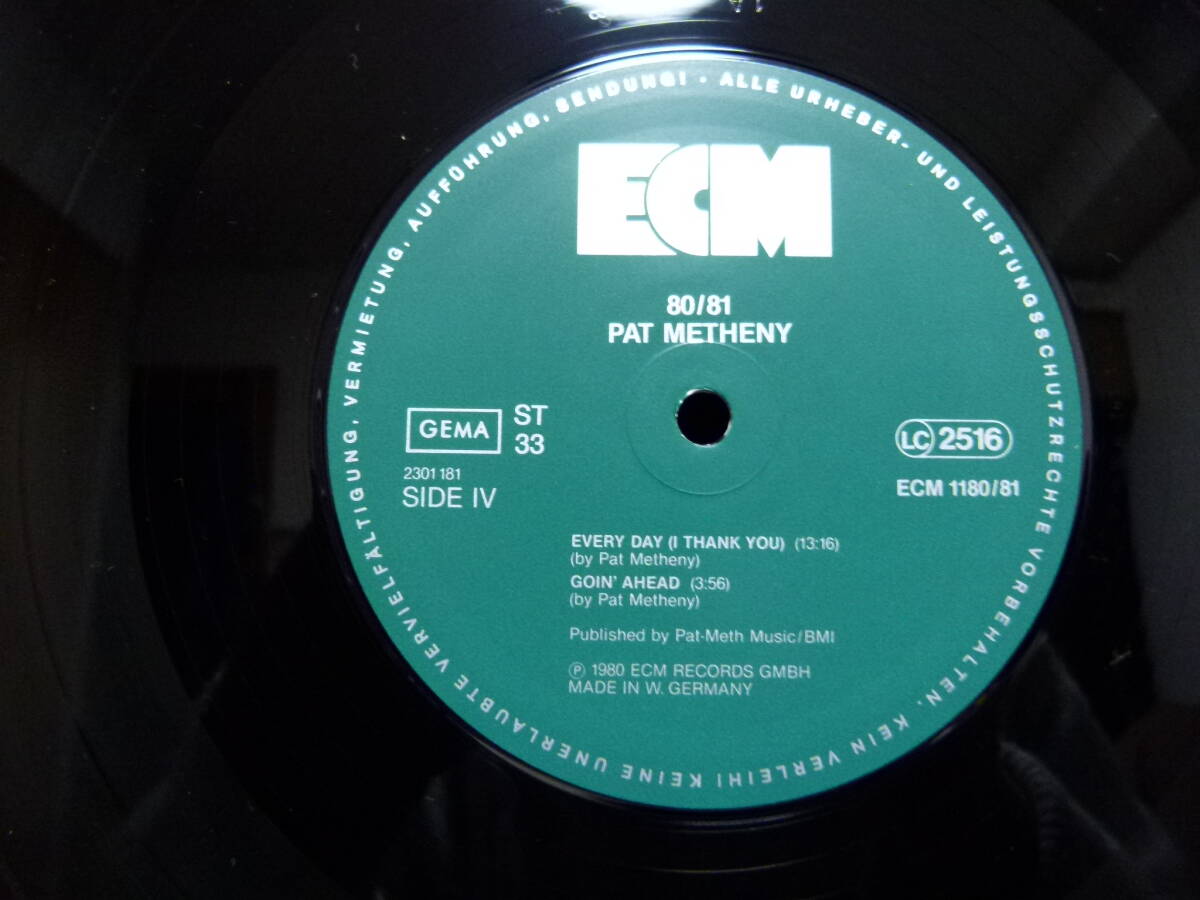 ALLE URHEBER- UND LEISTUNGSSCHUTZRECHTE VORBEHALTEN. KEIN VERLEIH! KEINE UNERLAUBTE VERVIELFÄLTIGUNG, VERMIETUNG, AUFFÜHRUNG, SENDUNG! ·
ECM
80/81
PAT METHENY
GEMA
ST
33
2301 181
SIDE IV
LC 2516
ECM 1180/81
EVERY DAY (I THANK YOU) (13:16)
(by Pat Metheny)
GOIN' AHEAD (3:56)
(by Pat Metheny)
Published by Pat-Meth Music/BMI
Ⓟ 1980 ECM RECORDS GMBH
MADE IN W. GERMANY